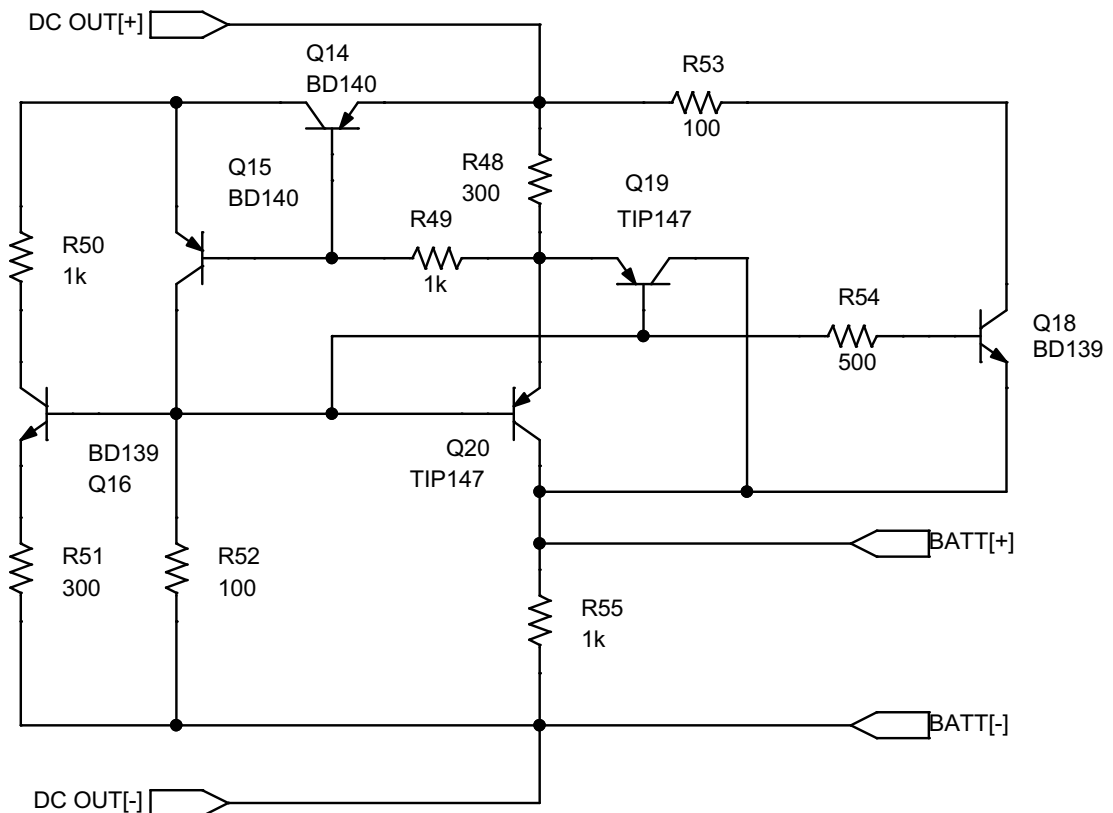 DC OUT[+]
Q14
BD140
R53
100
Q15
BD140
R48
300
Q19
TIP147
R49
1k
R50
1k
R54
500
Q18
BD139
BD139
Q16
Q20
TIP147
R51
300
R52
100
BATT[+]
R55
1k
BATT[-]
DC OUT[-]